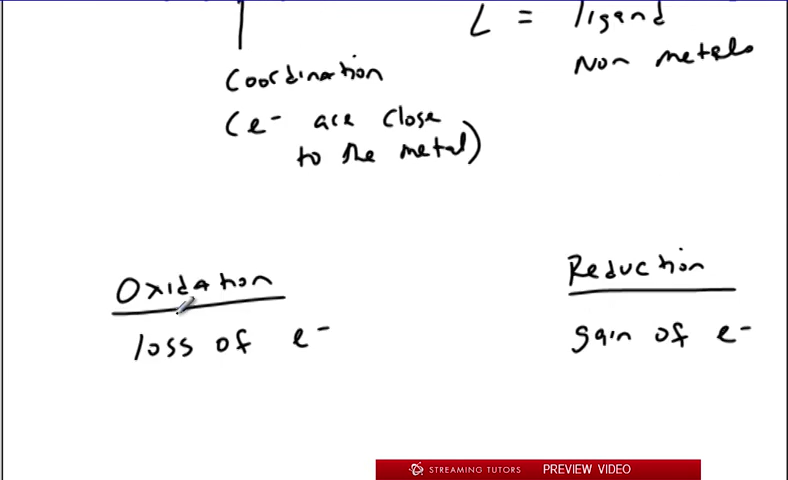 L = ligand
Non metals
Coordination
(e- are close
to the metal)
Oxidation
loss of e-
Reduction
gain of e-
STREAMING TUTORS PREVIEW VIDEO